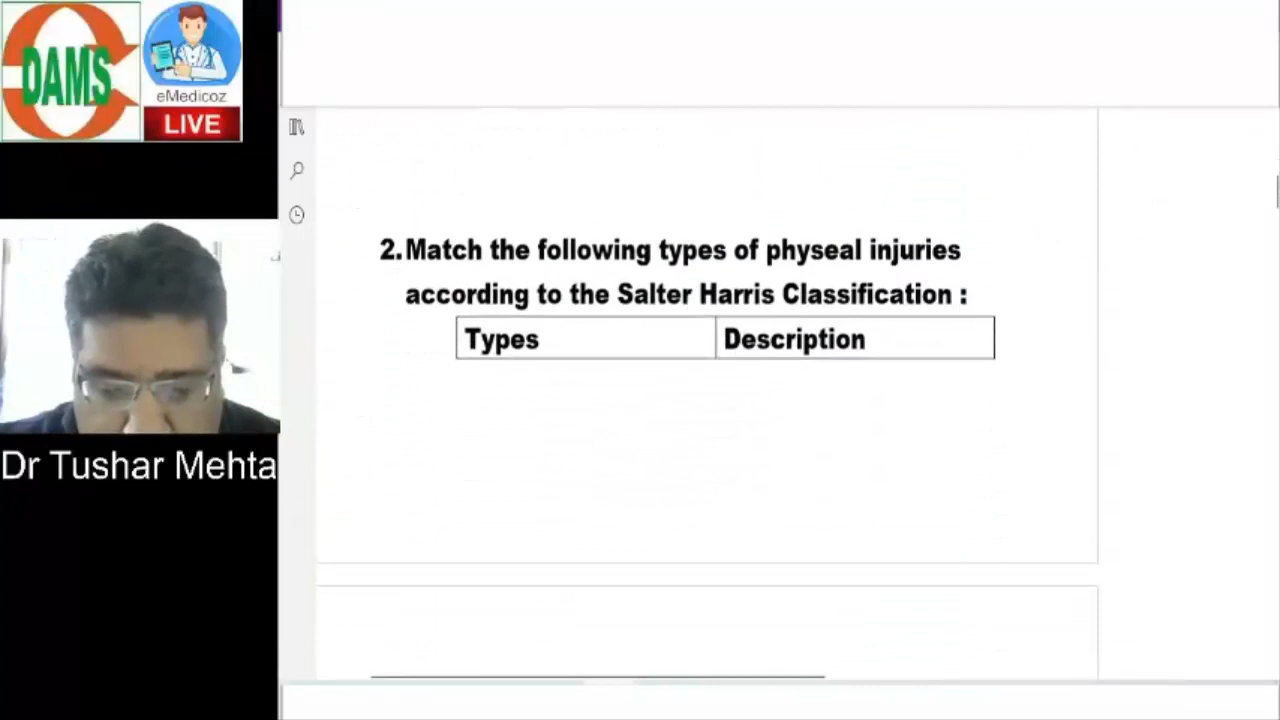 DAMS
eMedicoz
LIVE
2. Match the following types of physeal injuries
according to the Salter Harris Classification :
Types Description
Dr Tushar Mehta